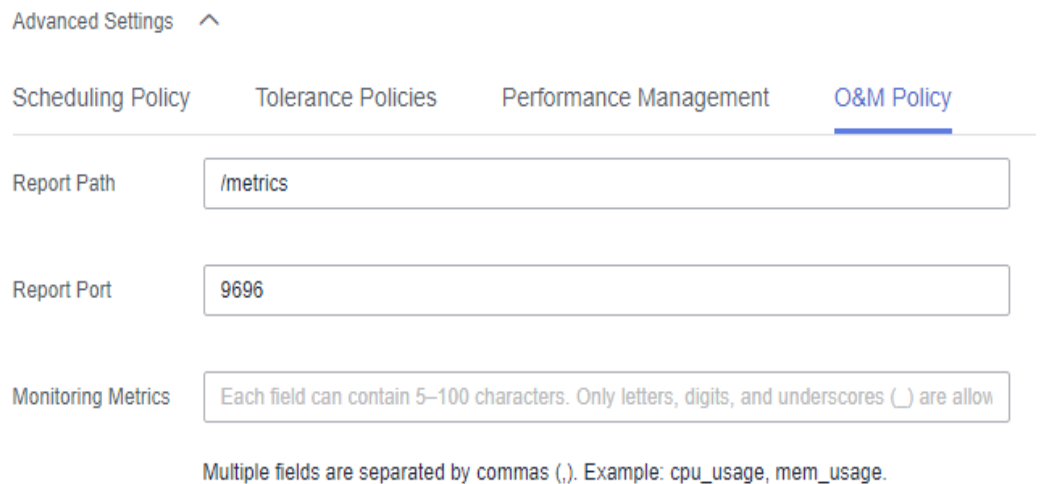 Advanced Settings
Scheduling Policy Tolerance Policies Performance Management O&M Policy
Report Path /metrics
Report Port 9696
Monitoring Metrics Each field can contain 5–100 characters. Only letters, digits, and underscores (_) are allow
Multiple fields are separated by commas (,). Example: cpu_usage, mem_usage.